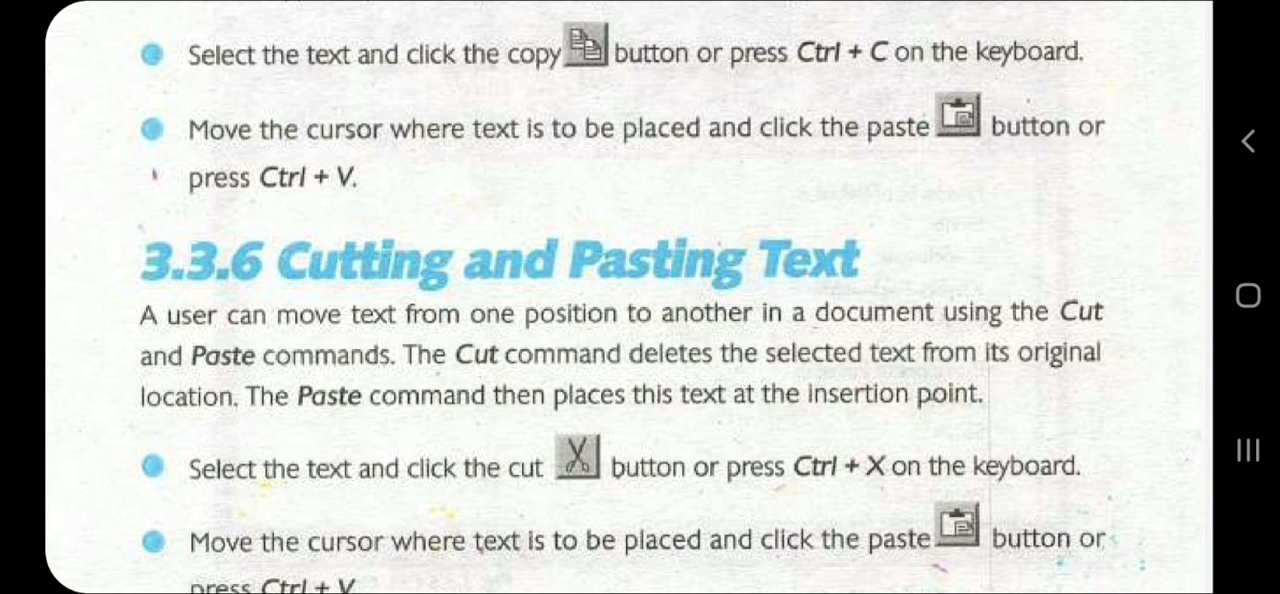 Select the text and click the copy button or press Ctrl + C on the keyboard.
Move the cursor where text is to be placed and click the paste button or
press Ctrl + V.
3.3.6 Cutting and Pasting Text
A user can move text from one position to another in a document using the Cut
and Paste commands. The Cut command deletes the selected text from its original
location. The Paste command then places this text at the insertion point.
Select the text and click the cut button or press Ctrl + X on the keyboard.
Move the cursor where text is to be placed and click the paste button or
press Ctrl + V